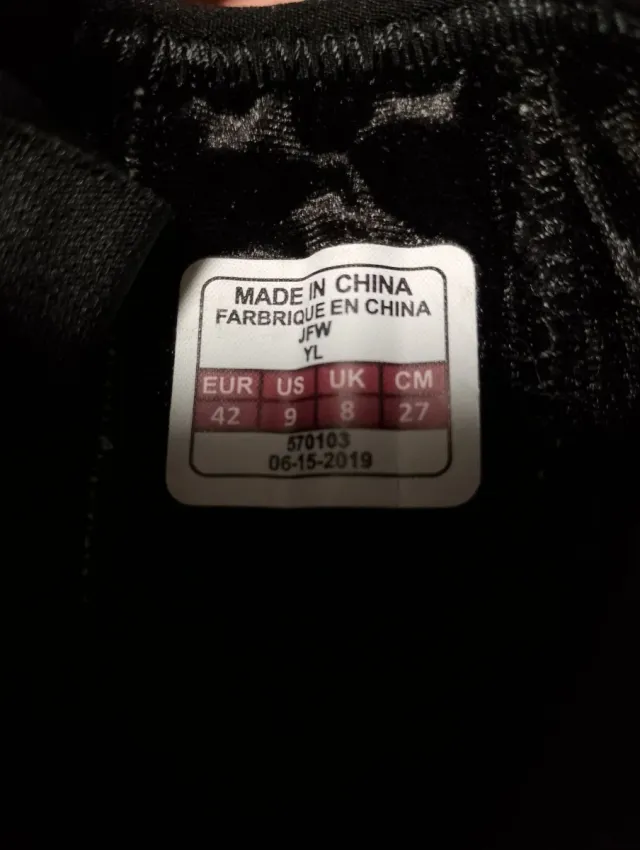 MADE IN CHINA
FARBRIQUE EN CHINA
JFW
YL
EUR US UK CM
42 9 8 27
570103
06-15-2019